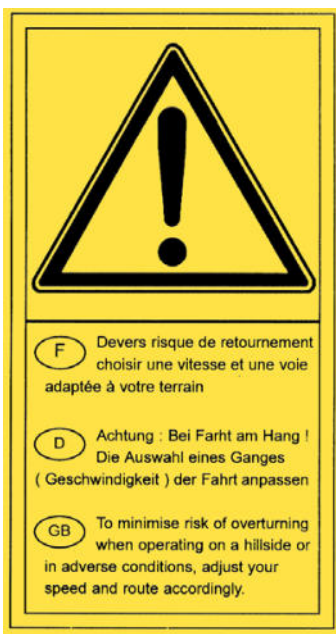 F Devers risque de retournement
choisir une vitesse et une voie
adaptée à votre terrain
D Achtung : Bei Farht am Hang !
Die Auswahl eines Ganges
( Geschwindigkeit ) der Fahrt anpassen
GB To minimise risk of overturning
when operating on a hillside or
in adverse conditions, adjust your
speed and route accordingly.